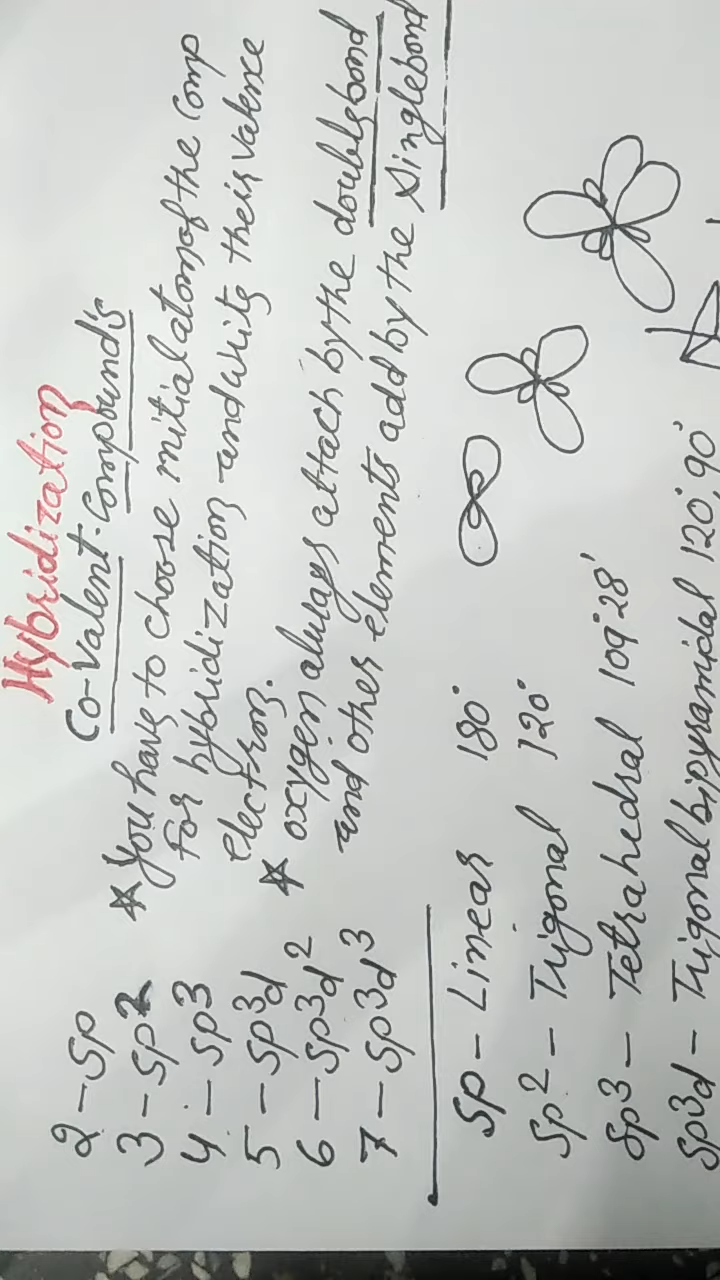 Hybridization
Co-valent compound's
2 - sp
3 - sp2
4 - sp3
5 - sp3d
6 - sp3d2
7 - sp3d3
* You have to choose initial atom of the Comp
for hybridization and write their valence
electron.
* oxygen always attach by the double bond
and other elements add by the Single bond
Sp - Linear 180°
Sp2 - Trigonal 120°
Sp3 - Tetrahedral 109°28'
Sp3d - Trigonal bipyramidal 120°, 90°